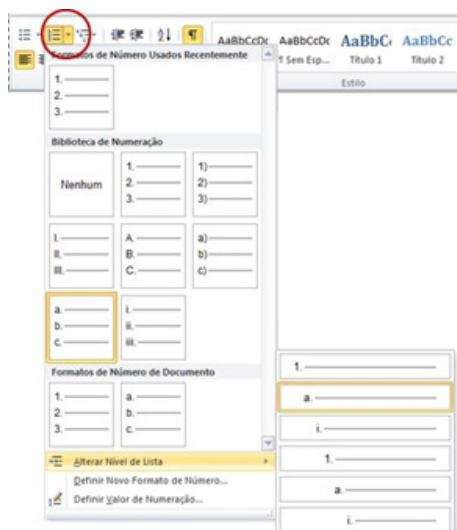 AaBbCcDc AaBbCcDc AaBbC AaBbCc
¶ Sem Esp... Título 1 Título 2
Estilo
Formatos de Número Usados Recentemente
1.
2.
3.
Biblioteca de Numeração
Nenhum
1.
2.
3.
1)
2)
3)
I.
II.
III.
A.
B.
C.
a)
b)
c)
a.
b.
c.
i.
ii.
iii.
Formatos de Número de Documento
1.
2.
3.
a.
b.
c.
Alterar Nível de Lista
Definir Novo Formato de Número...
Definir Valor de Numeração...
1.
a.
i.
1.
a.
i.